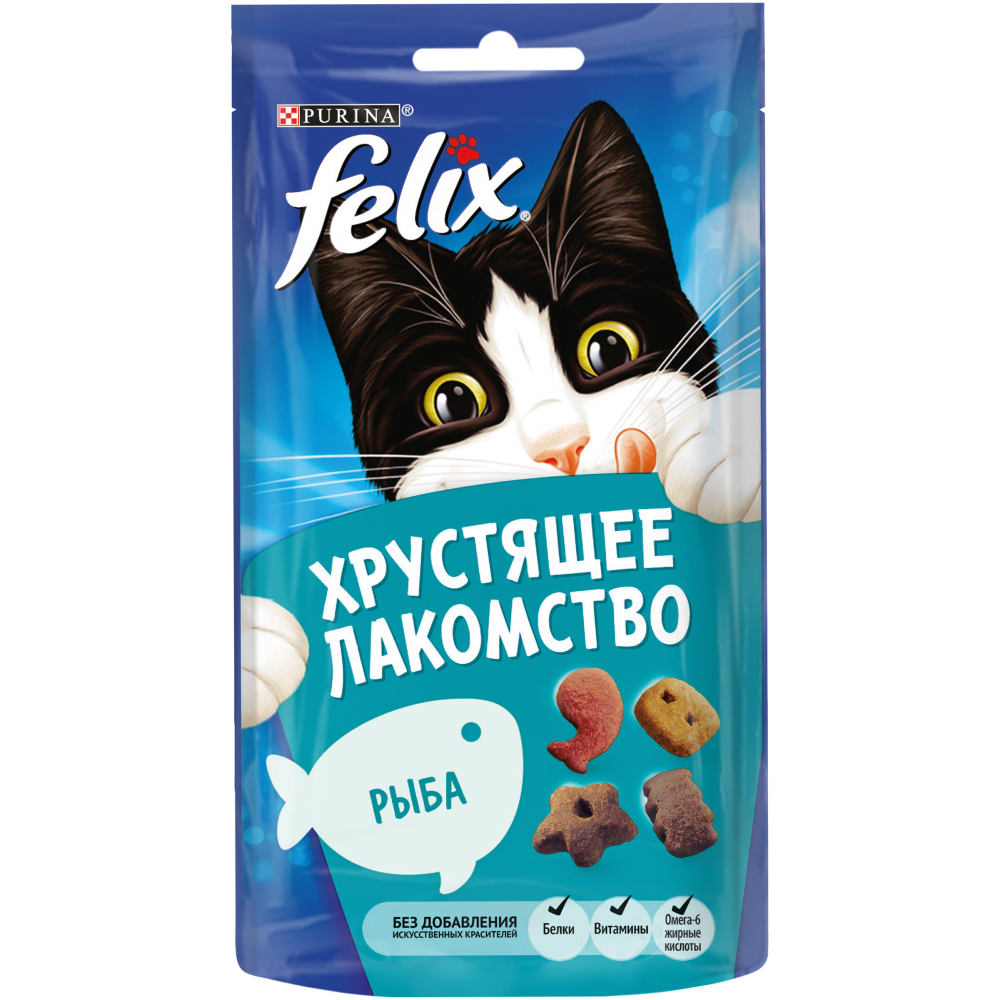 PURINA®
felix®
ХРУСТЯЩЕЕ
ЛАКОМСТВО
РЫБА
БЕЗ ДОБАВЛЕНИЯ
ИСКУССТВЕННЫХ КРАСИТЕЛЕЙ
Белки
Витамины
Омега-6
жирные
кислоты